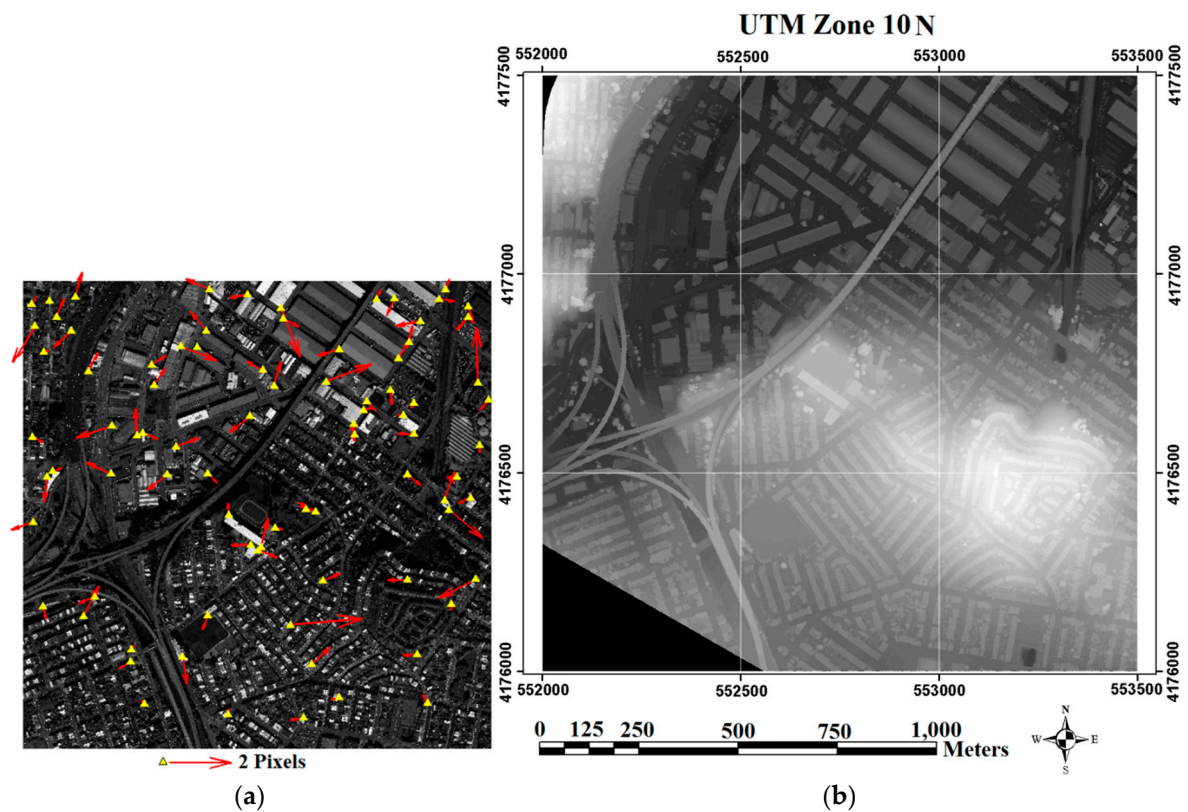 UTM Zone 10 N
552000 552500 553000 553500
4177500 4177500
4177000 4177000
4176500 4176500
4176000 4176000
552000 552500 553000 553500
0 125 250 500 750 1,000
Meters
N
W E
S
2 Pixels
(a) (b)